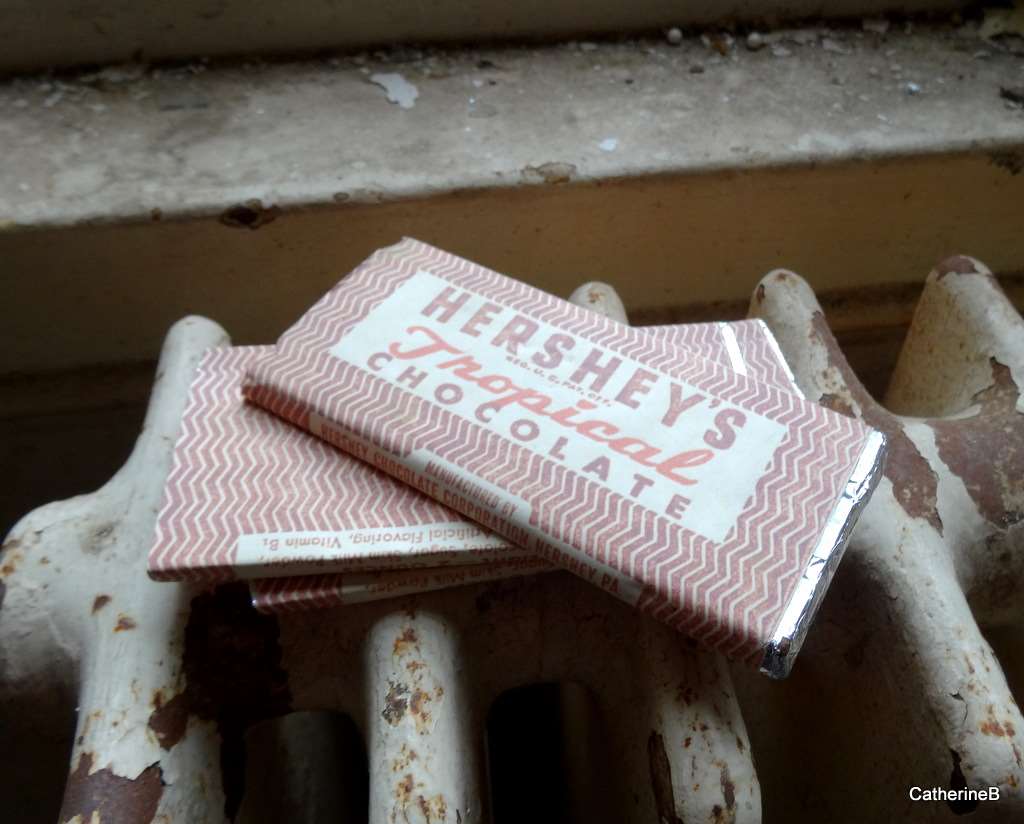 HERSHEY'S
REG. U. S. PAT. OFF.
Tropical
CHOCOLATE
MANUFACTURED BY
HERSHEY CHOCOLATE CORPORATION HERSHEY, PA.
Artificial Flavoring, Vitamin B₁
CatherineB